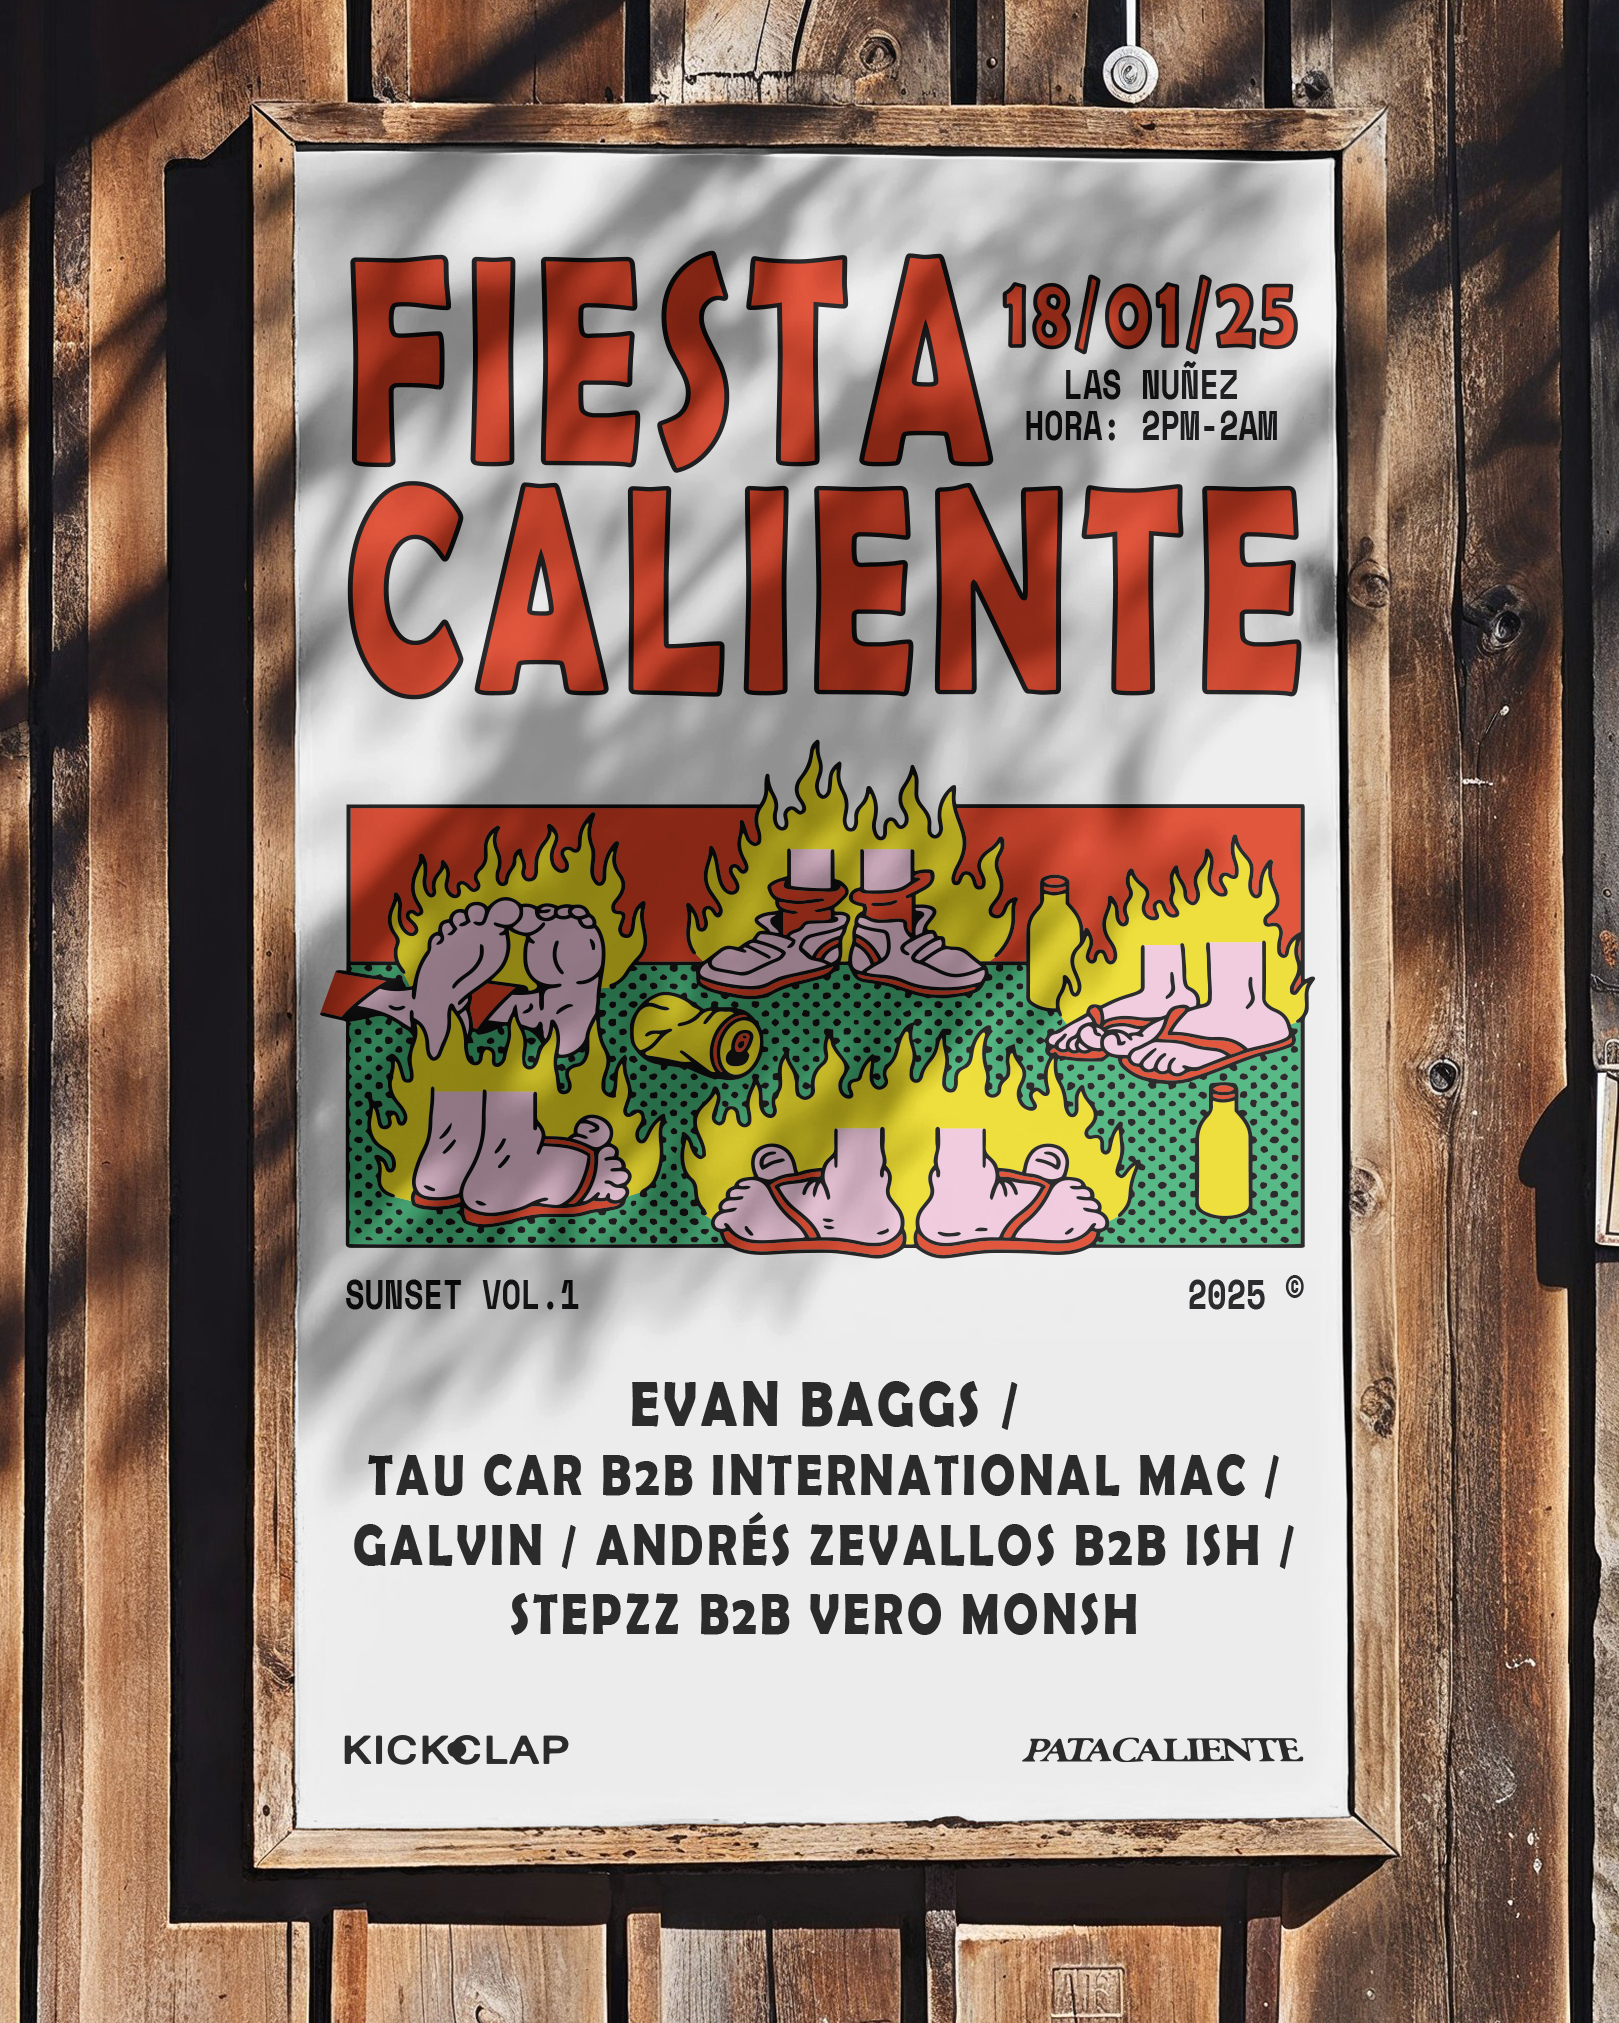 FIESTA
18/01/25
LAS NUÑEZ
HORA: 2PM-2AM
CALIENTE
SUNSET VOL.1
2025 ©
EVAN BAGGS /
TAU CAR B2B INTERNATIONAL MAC /
GALVIN / ANDRÉS ZEVALLOS B2B ISH /
STEPZZ B2B VERO MONSH
KICKCLAP
PATACALIENTE